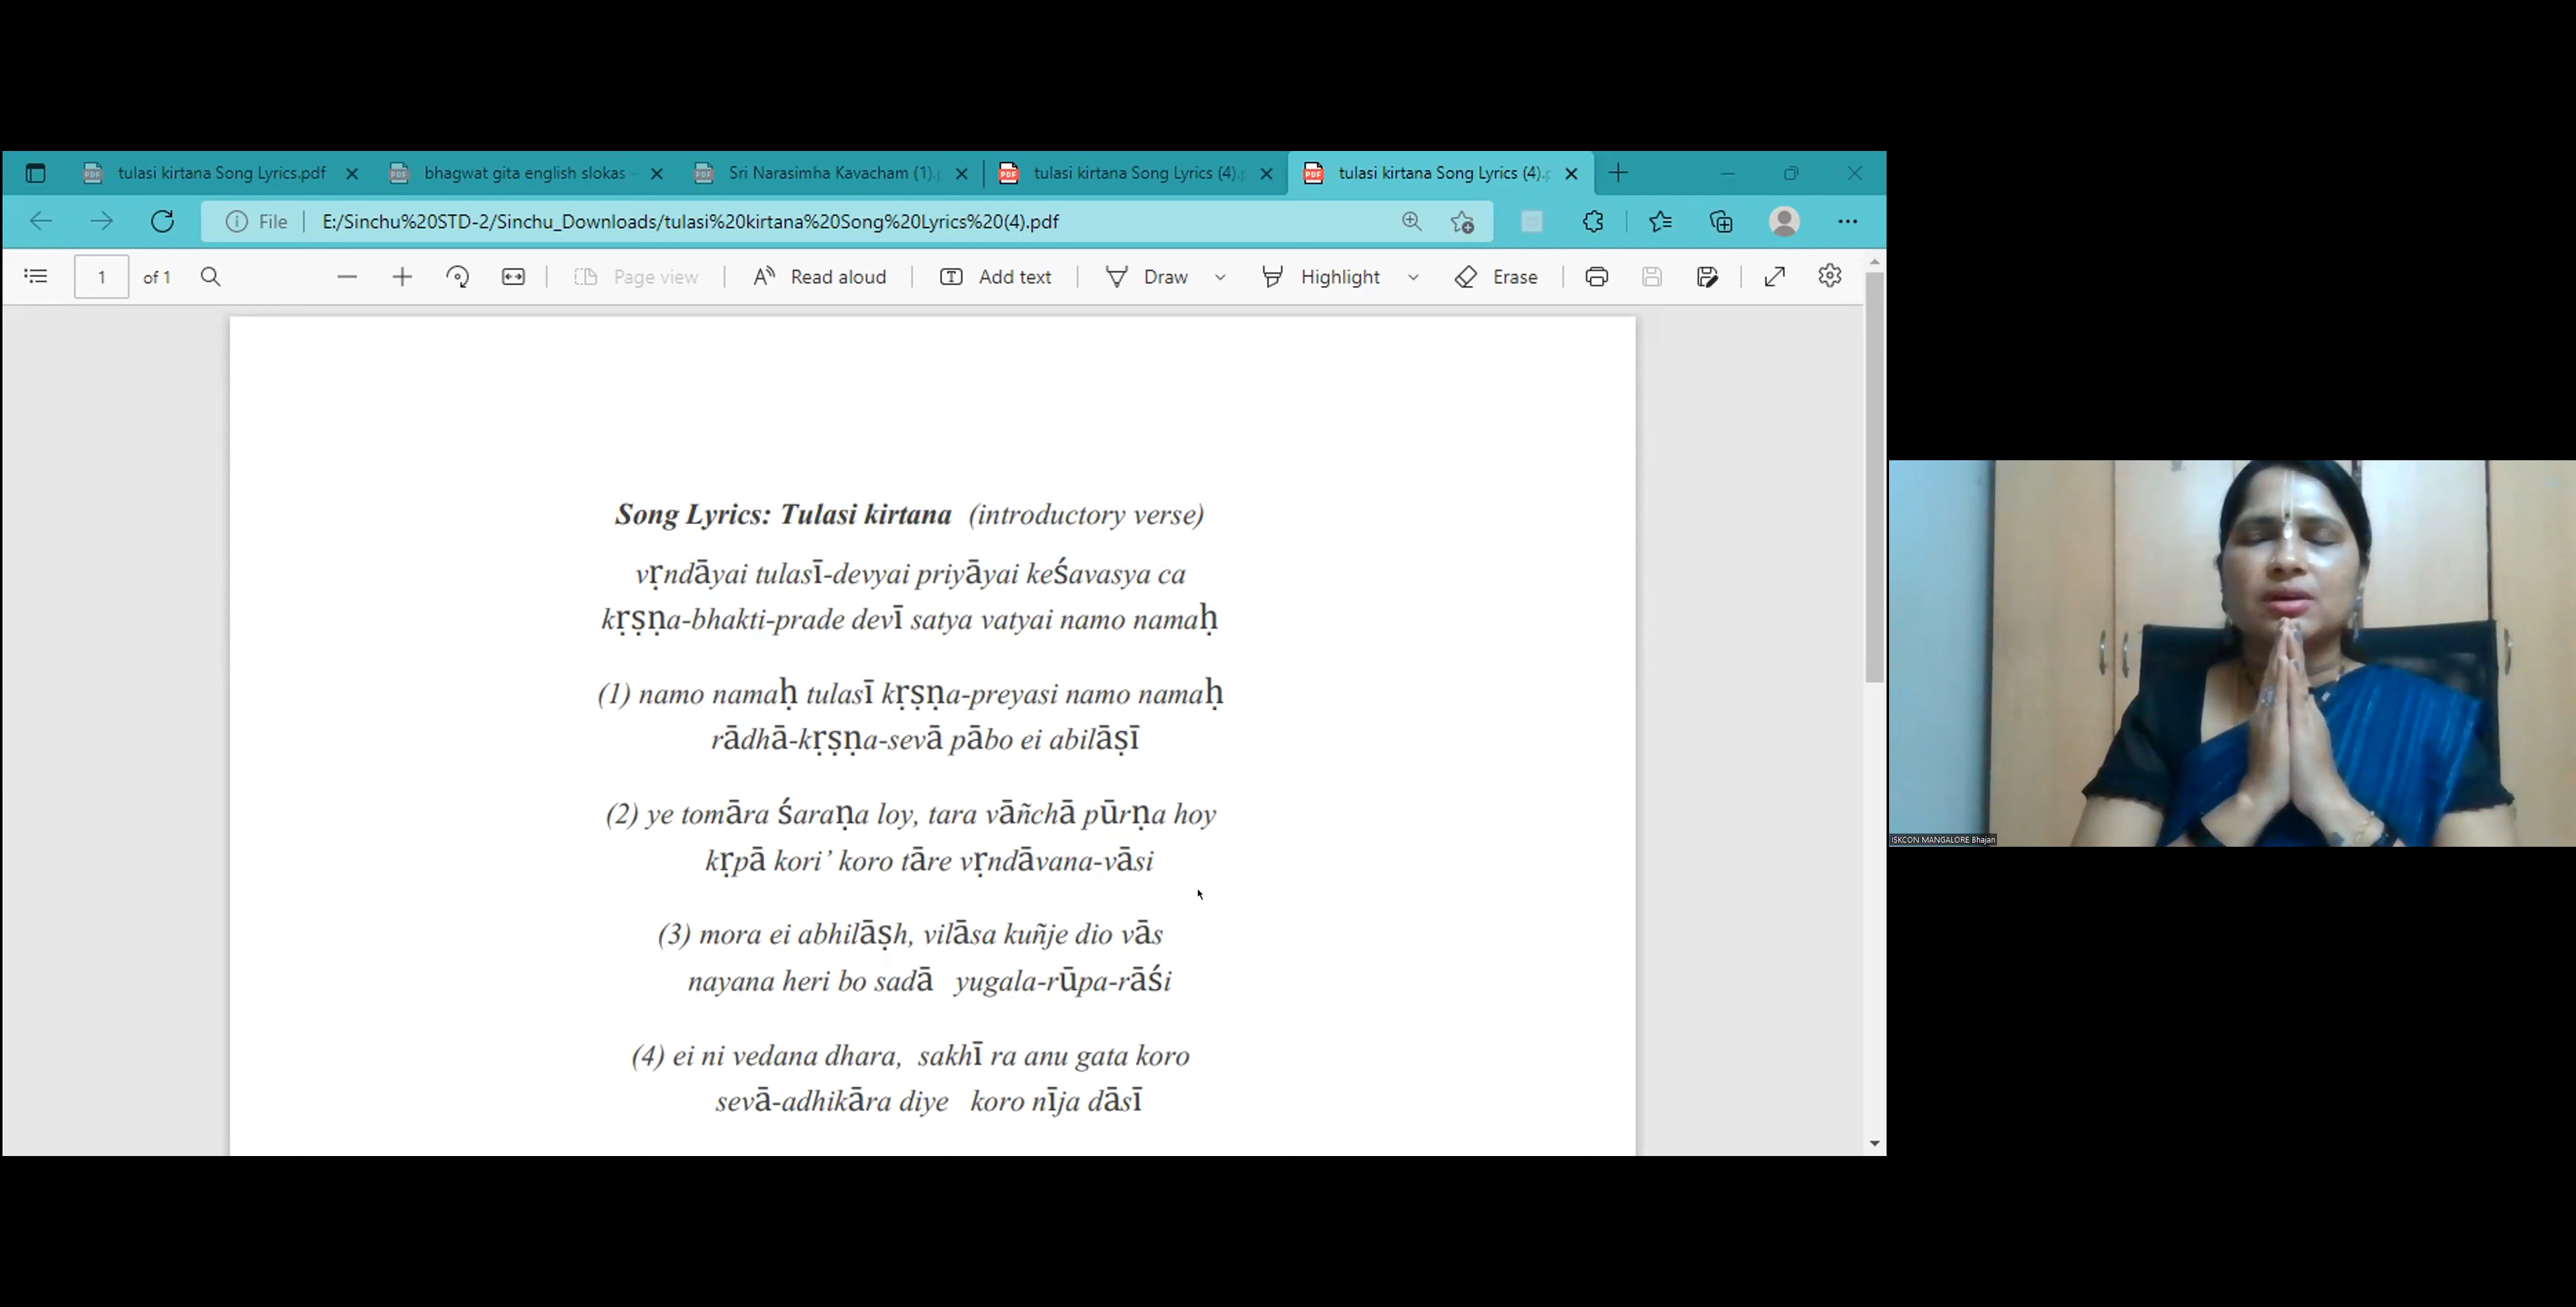 tulasi kirtana Song Lyrics.pdf
bhagwat gita english slokas
Sri Narasimha Kavacham (1).
tulasi kirtana Song Lyrics (4).
tulasi kirtana Song Lyrics (4).
File
E:/Sinchu%20STD-2/Sinchu_Downloads/tulasi%20kirtana%20Song%20Lyrics%20(4).pdf
1 of 1 Page view Read aloud Add text Draw Highlight Erase
Song Lyrics: Tulasi kirtana (introductory verse)
vṛndāyai tulasī-devyai priyāyai keśavasya ca
kṛṣṇa-bhakti-prade devī satya vatyai namo namaḥ
(1) namo namaḥ tulasī kṛṣṇa-preyasi namo namaḥ
rādhā-kṛṣṇa-sevā pābo ei abilāṣī
(2) ye tomāra śaraṇa loy, tara vāñchā pūrṇa hoy
kṛpā kori’ koro tāre vṛndāvana-vāsi
(3) mora ei abhilāṣh, vilāsa kuñje dio vās
nayana heri bo sadā yugala-rūpa-rāśi
(4) ei ni vedana dhara, sakhī ra anu gata koro
sevā-adhikāra diye koro nīja dāsī
ISKCON MANGALORE Bhajan